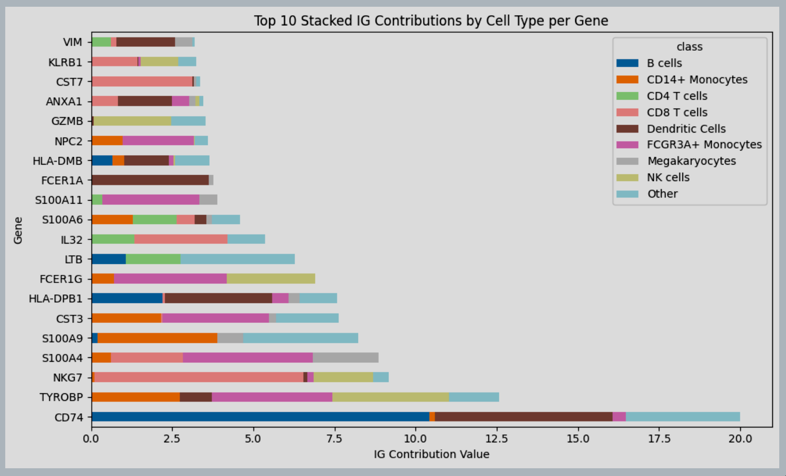 Top 10 Stacked IG Contributions by Cell Type per Gene
class
B cells
CD14+ Monocytes
CD4 T cells
CD8 T cells
Dendritic Cells
FCGR3A+ Monocytes
Megakaryocytes
NK cells
Other
Gene
VIM
KLRB1
CST7
ANXA1
GZMB
NPC2
HLA-DMB
FCER1A
S100A11
S100A6
IL32
LTB
FCER1G
HLA-DPB1
CST3
S100A9
S100A4
NKG7
TYROBP
CD74
0.0 2.5 5.0 7.5 10.0 12.5 15.0 17.5 20.0
IG Contribution Value